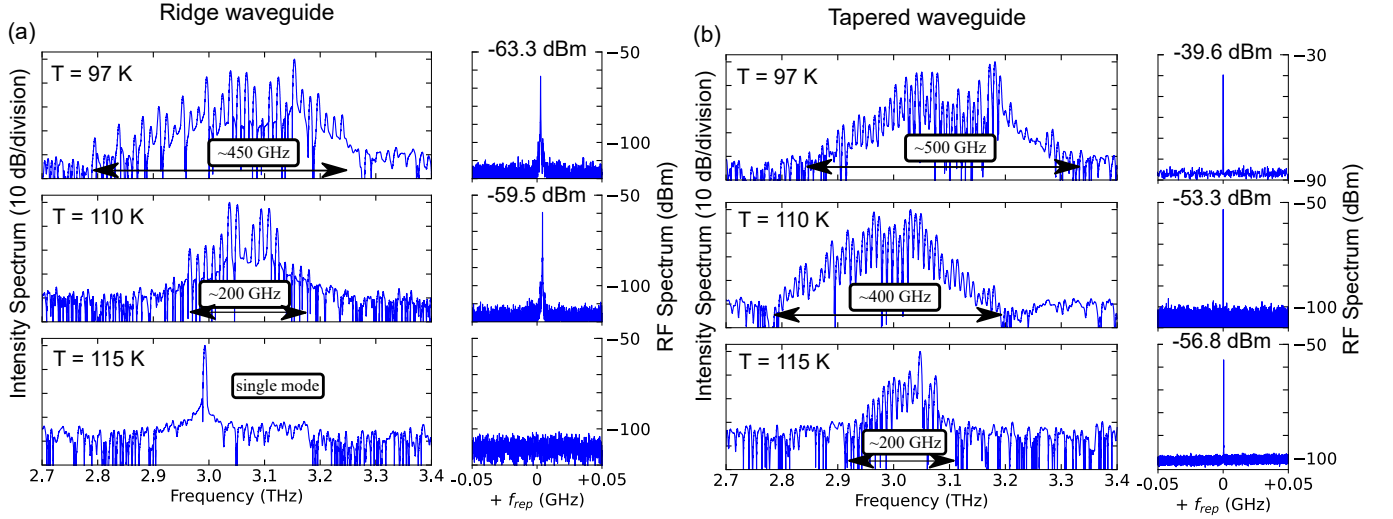 Ridge waveguide
Tapered waveguide
(a)
Intensity Spectrum (10 dB/division)
T = 97 K
~450 GHz
T = 110 K
~200 GHz
T = 115 K
single mode
2.7 2.8 2.9 3.0 3.1 3.2 3.3 3.4
Frequency (THz)
-63.3 dBm
−50
−100
-59.5 dBm
−50
−100
−50
−100
RF Spectrum (dBm)
-0.05 0 +0.05
+ frep (GHz)
(b)
Intensity Spectrum (10 dB/division)
T = 97 K
~500 GHz
T = 110 K
~400 GHz
T = 115 K
~200 GHz
2.7 2.8 2.9 3.0 3.1 3.2 3.3 3.4
Frequency (THz)
-39.6 dBm
−30
−90
-53.3 dBm
−50
−100
-56.8 dBm
−50
−100
RF Spectrum (dBm)
-0.05 0 +0.05
+ frep (GHz)